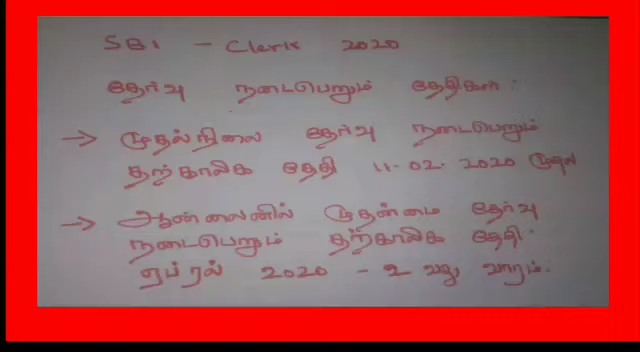 SBI - Clerk 2020
தேர்வு நடைபெறும் தேதிகள் :
→ முதல்நிலை தேர்வு நடைபெறும்
தற்காலிக தேதி 11-02-2020 முதல்
→ ஆன்லைனில் முதன்மை தேர்வு
நடைபெறும் தற்காலிக தேதி :
ஏப்ரல் 2020 - 2 வது வாரம்.